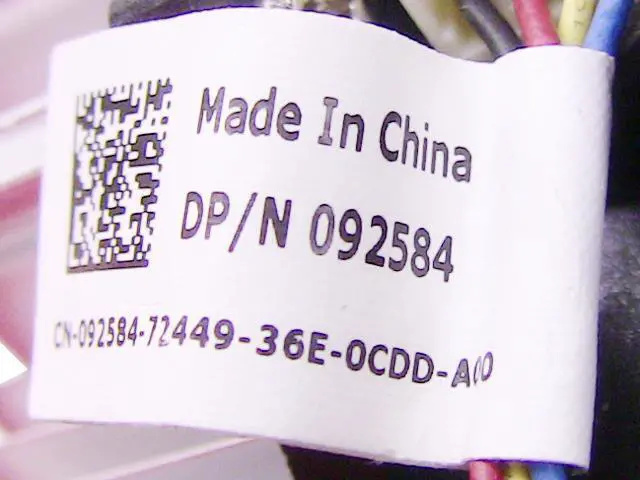 Made In China
DP/N 092584
CN-092584-72449-36E-0CDD-A00